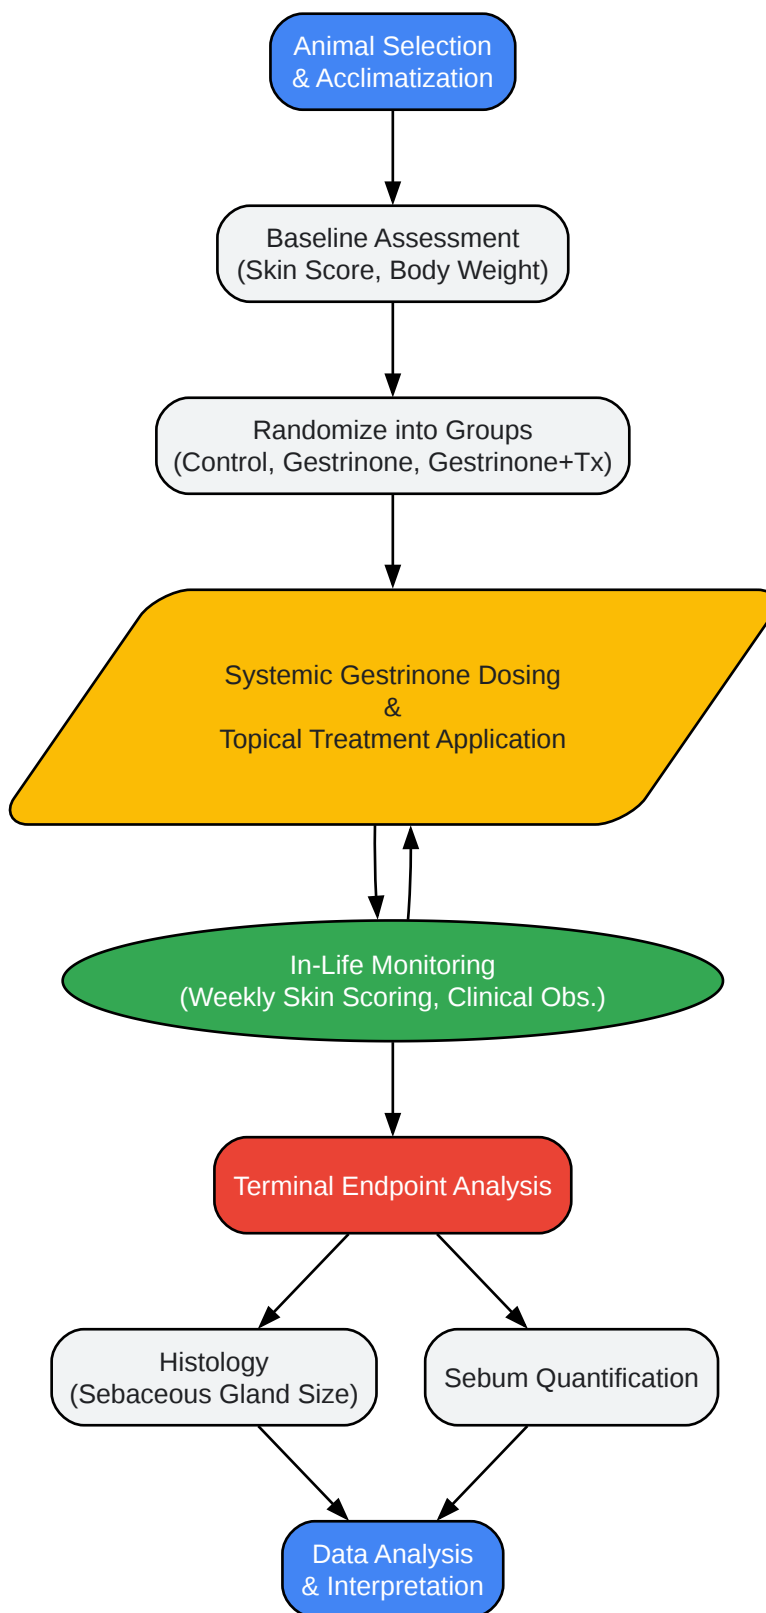 Animal Selection
& Acclimatization
Baseline Assessment
(Skin Score, Body Weight)
Randomize into Groups
(Control, Gestrinone, Gestrinone+Tx)
Systemic Gestrinone Dosing
&
Topical Treatment Application
In-Life Monitoring
(Weekly Skin Scoring, Clinical Obs.)
Terminal Endpoint Analysis
Histology
(Sebaceous Gland Size)
Sebum Quantification
Data Analysis
& Interpretation